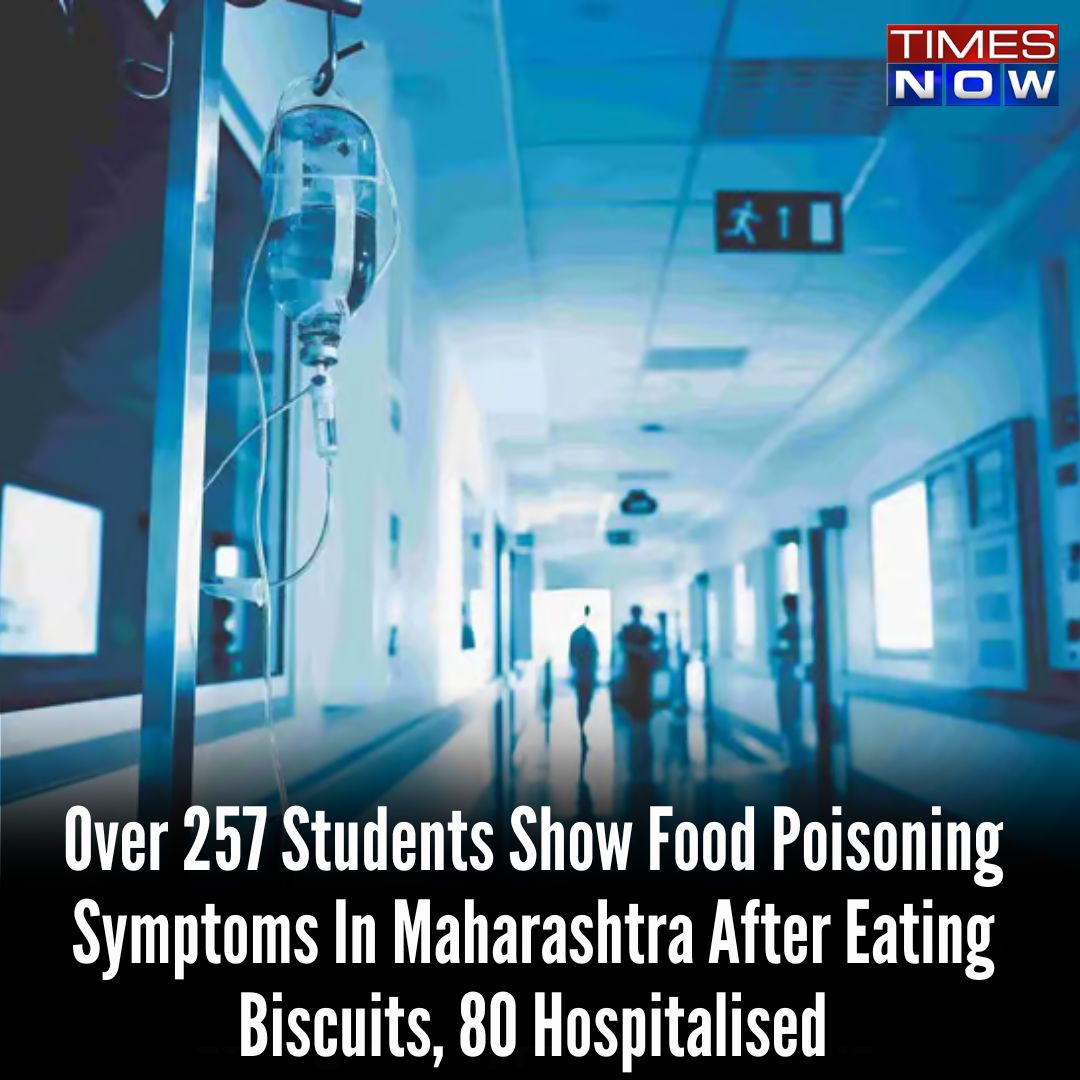 TIMES
NOW
Over 257 Students Show Food Poisoning
Symptoms In Maharashtra After Eating
Biscuits, 80 Hospitalised